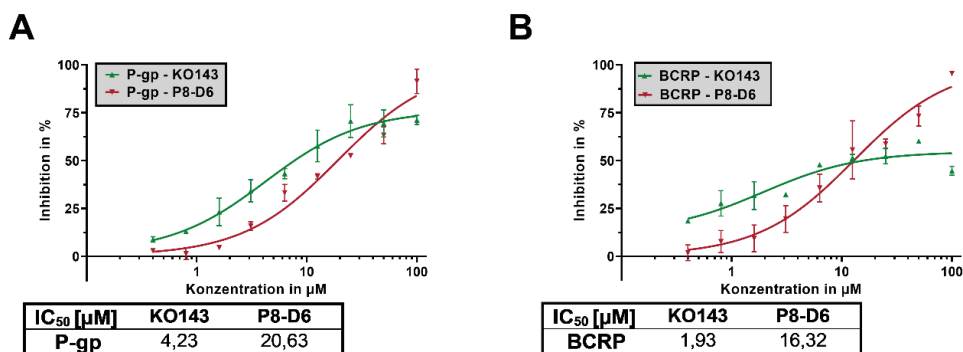 A
P-gp - KO143
P-gp - P8-D6
Inhibition in %
100
75
50
25
0
1
10
100
Konzentration in µM
IC50 [µM] KO143 P8-D6
P-gp 4,23 20,63
B
BCRP - KO143
BCRP - P8-D6
Inhibition in %
100
75
50
25
0
1
10
100
Konzentration in µM
IC50 [µM] KO143 P8-D6
BCRP 1,93 16,32